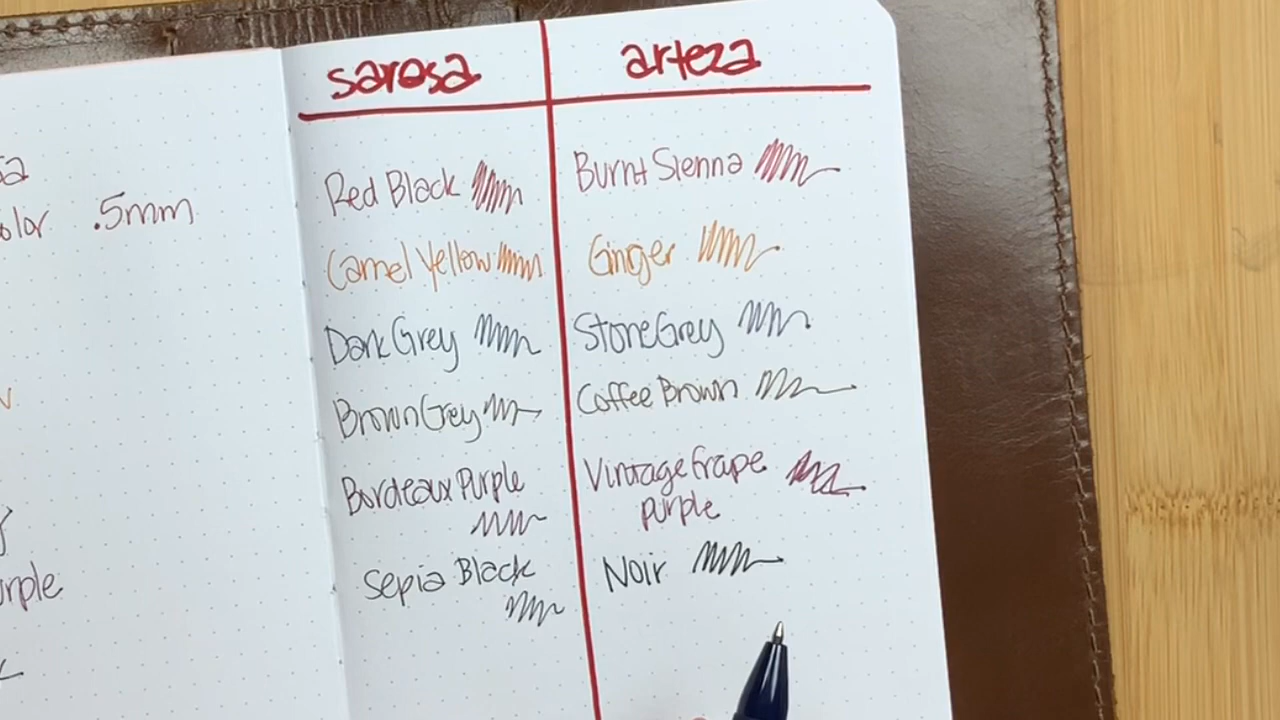 sarasa arteza
.5mm
Red Black Burnt Sienna
Camel Yellow Ginger
Dark Grey Stone Grey
Brown Grey Coffee Brown
Bordeaux Purple Vintage Grape
purple
Sepia Black Noir